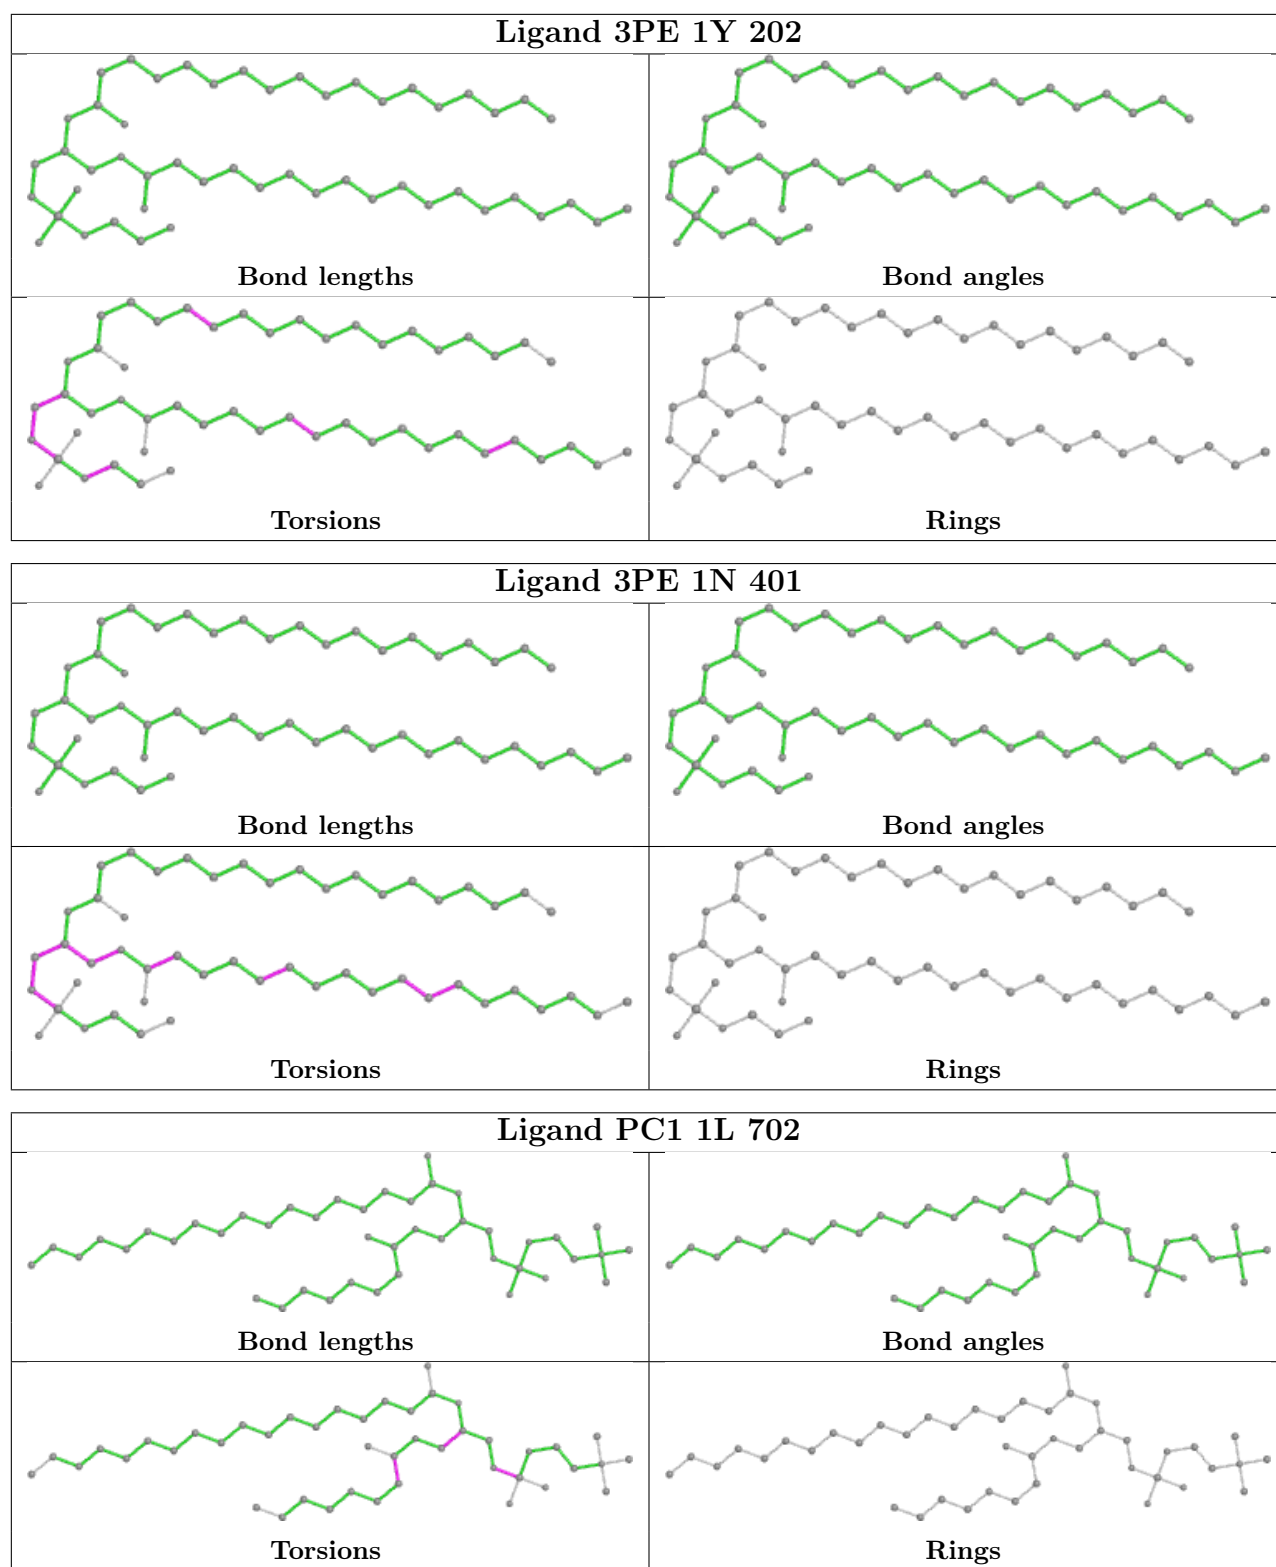 Ligand 3PE 1Y 202
Bond lengths
Bond angles
Torsions
Rings
Ligand 3PE 1N 401
Bond lengths
Bond angles
Torsions
Rings
Ligand PC1 1L 702
Bond lengths
Bond angles
Torsions
Rings